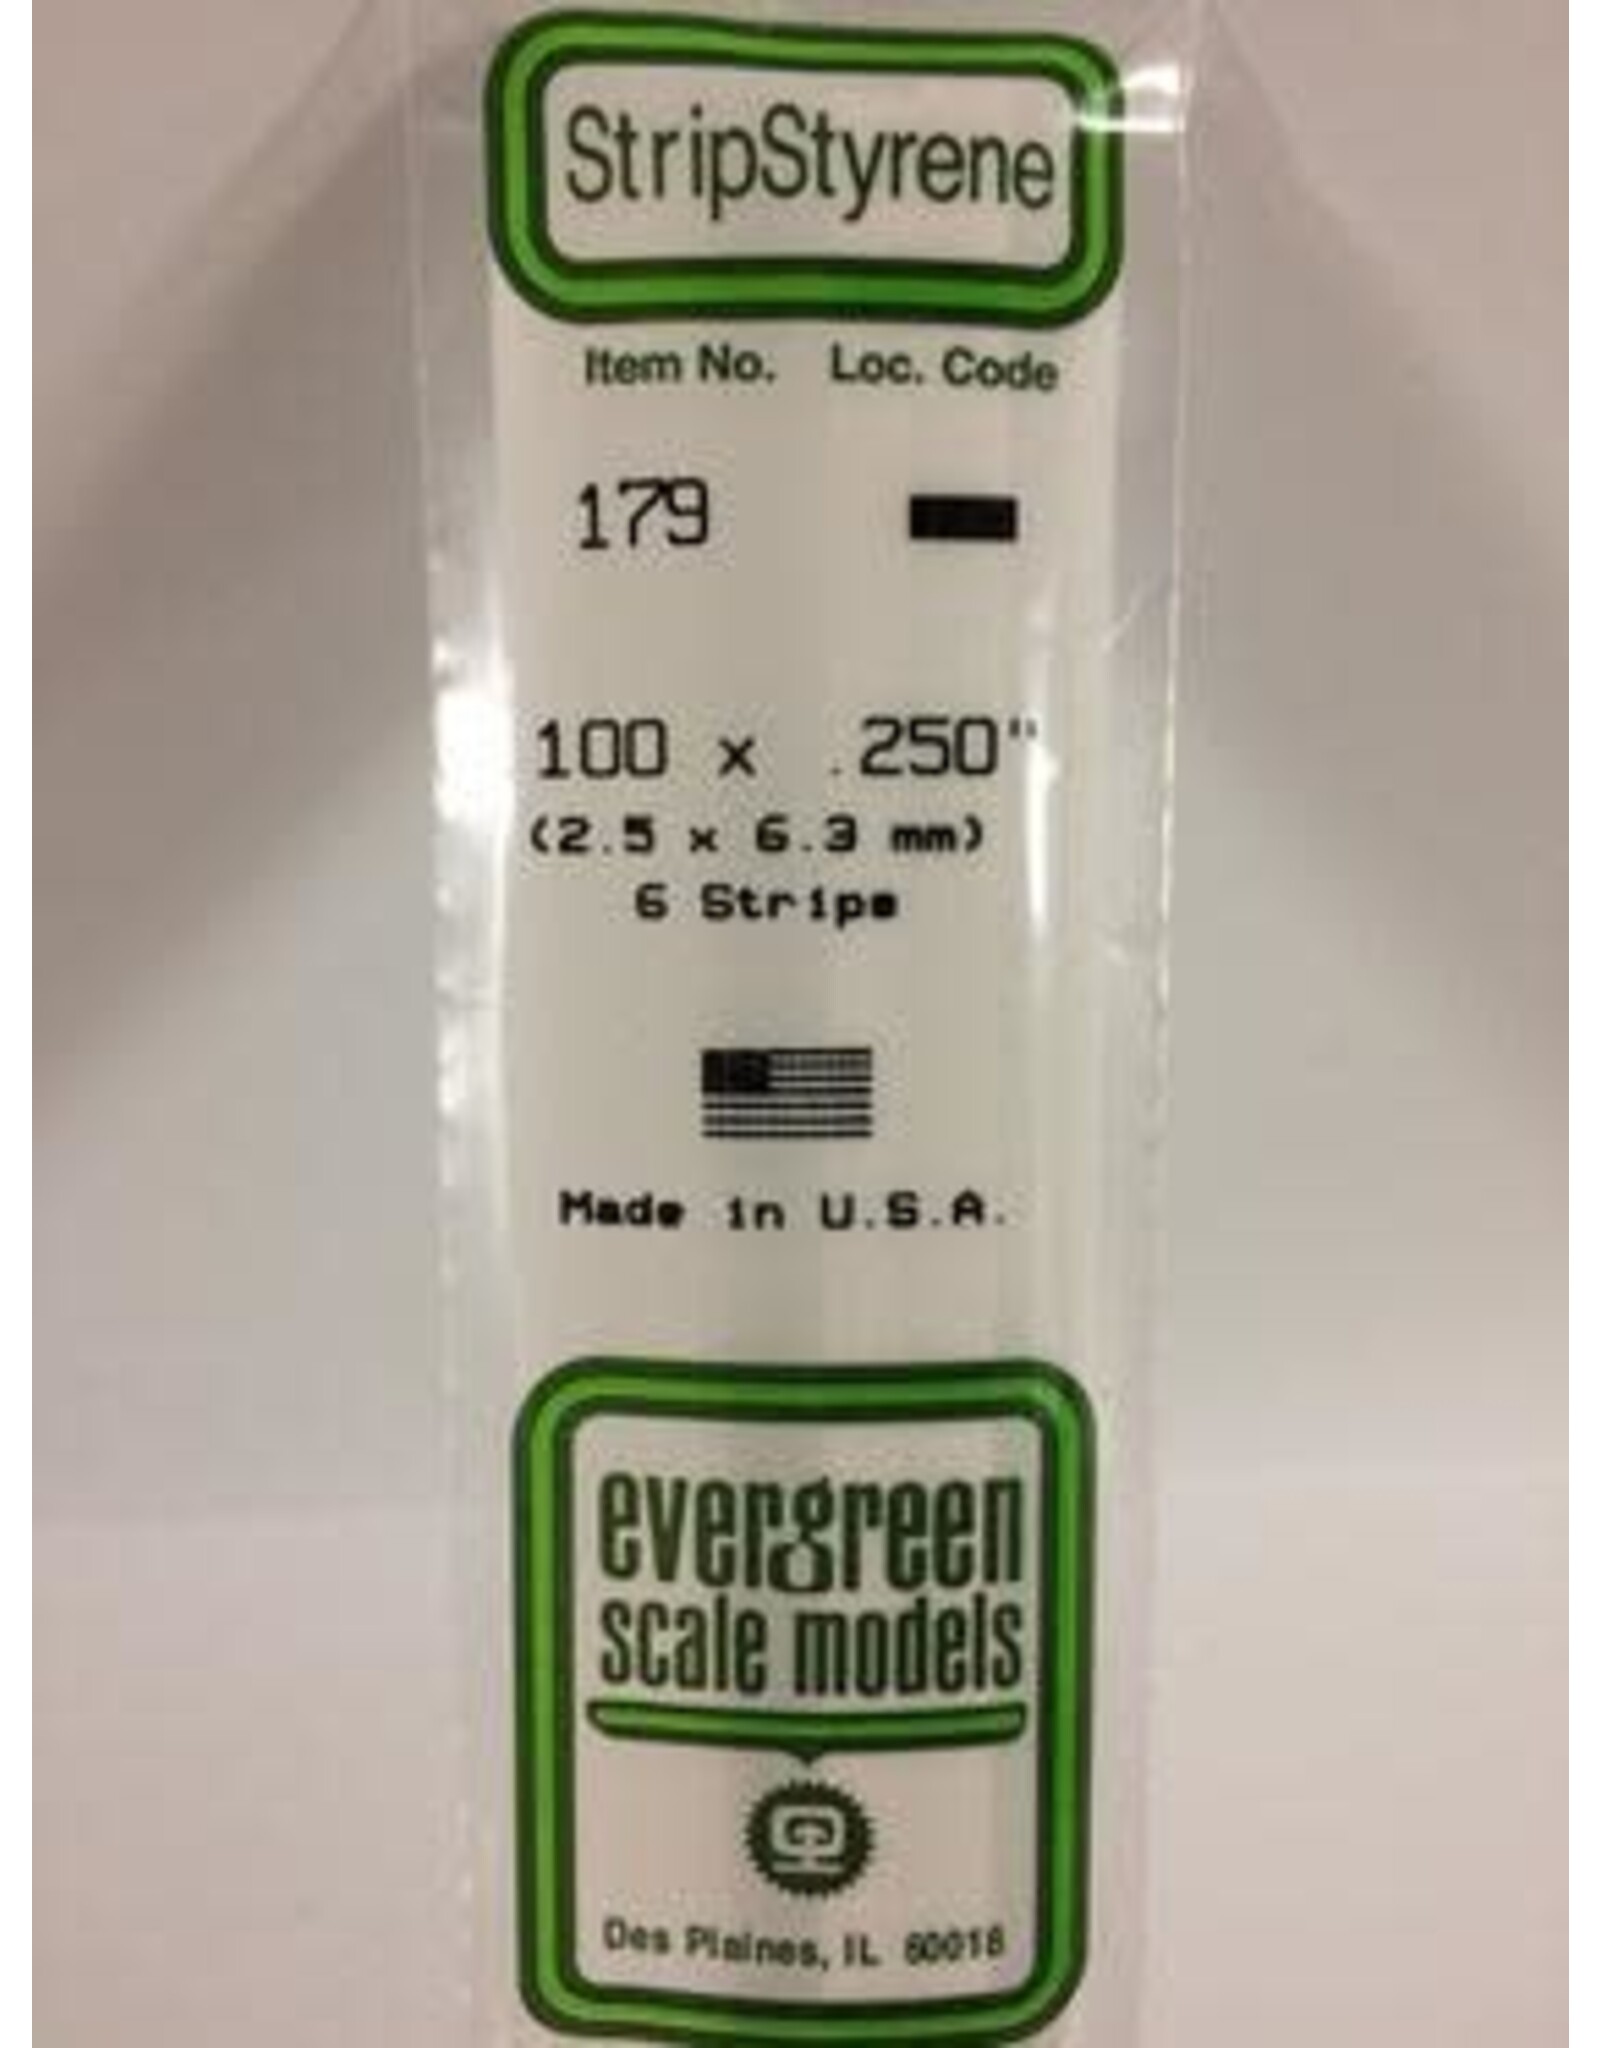 StripStyrene
Item No. Loc. Code
179
100 x .250"
(2.5 x 6.3 mm)
6 Strips
Made in U.S.A.
evergreen
scale models
Des Plaines, IL 60018